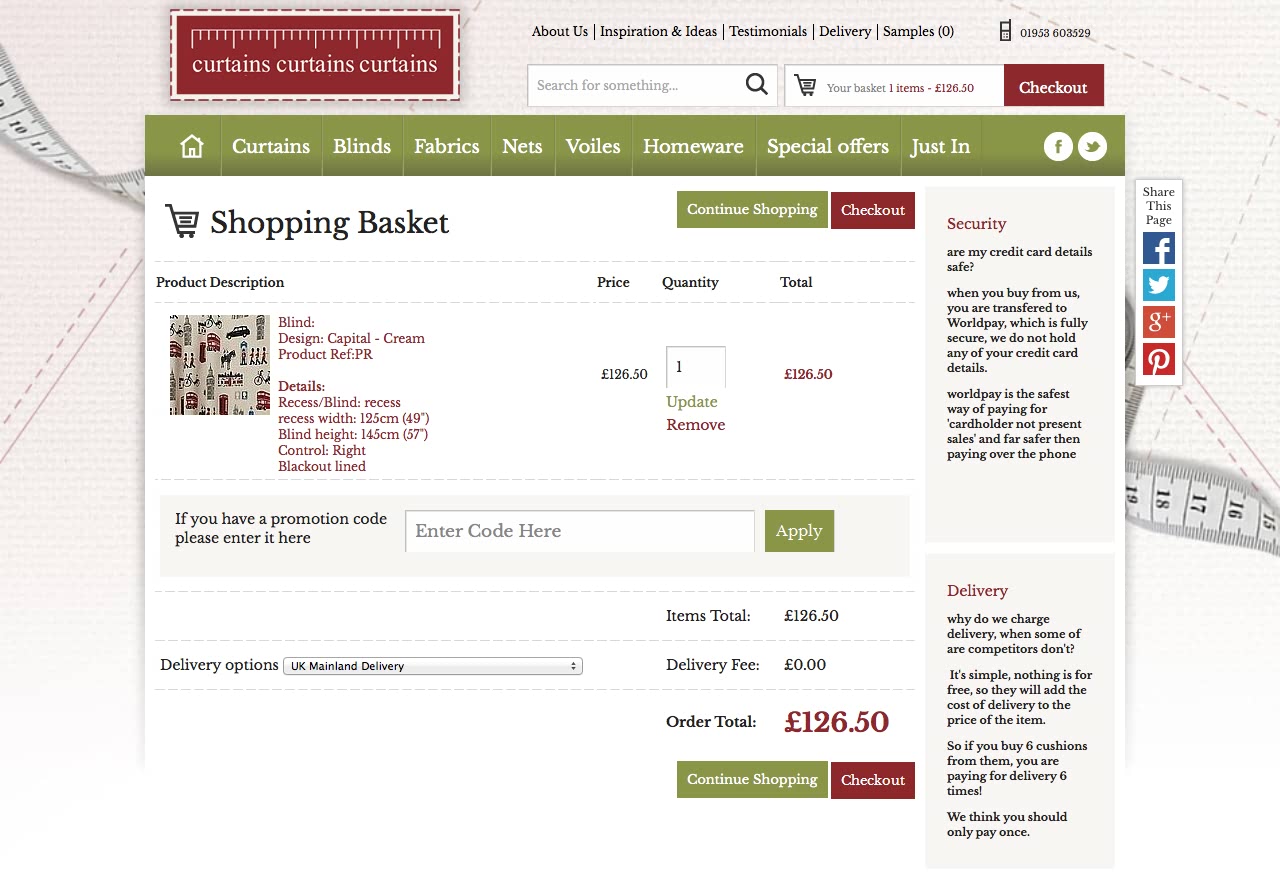 curtains curtains curtains
About Us | Inspiration & Ideas | Testimonials | Delivery | Samples (0)
01953 603529
Search for something...
Your basket 1 items - £126.50
Checkout
Curtains
Blinds
Fabrics
Nets
Voiles
Homeware
Special offers
Just In
Shopping Basket
Continue Shopping
Checkout
Product Description
Price
Quantity
Total
Blind:
Design: Capital - Cream
Product Ref:PR
Details:
Recess/Blind: recess
recess width: 125cm (49")
Blind height: 145cm (57")
Control: Right
Blackout lined
£126.50
1
Update
Remove
£126.50
If you have a promotion code
please enter it here
Enter Code Here
Apply
Items Total: £126.50
Delivery options
UK Mainland Delivery
Delivery Fee: £0.00
Order Total: £126.50
Continue Shopping
Checkout
Security
are my credit card details
safe?
when you buy from us,
you are transfered to
Worldpay, which is fully
secure, we do not hold
any of your credit card
details.
worldpay is the safest
way of paying for
'cardholder not present
sales' and far safer then
paying over the phone
Delivery
why do we charge
delivery, when some of
are competitors don't?
It's simple, nothing is for
free, so they will add the
cost of delivery to the
price of the item.
So if you buy 6 cushions
from them, you are
paying for delivery 6
times!
We think you should
only pay once.
Share
This
Page
10
19
18
17
16
15